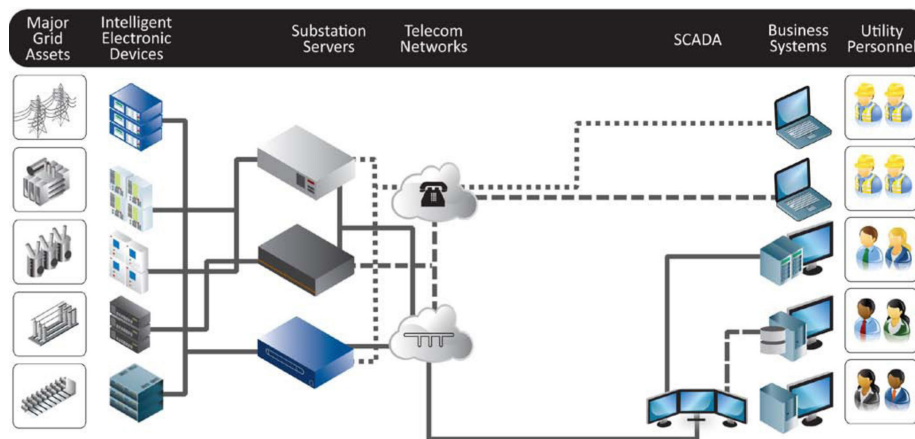 Major
Grid
Assets
Intelligent
Electronic
Devices
Substation
Servers
Telecom
Networks
SCADA
Business
Systems
Utility
Personnel